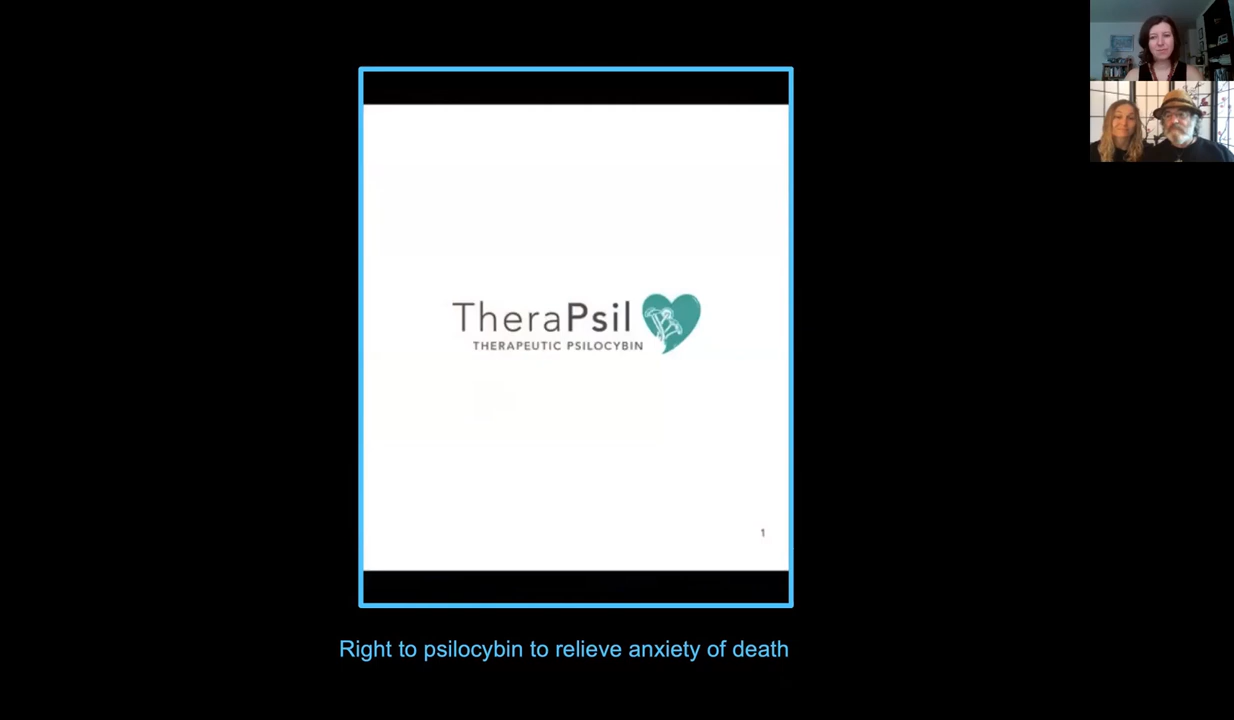 TheraPsil
THERAPEUTIC PSILOCYBIN
1
Right to psilocybin to relieve anxiety of death